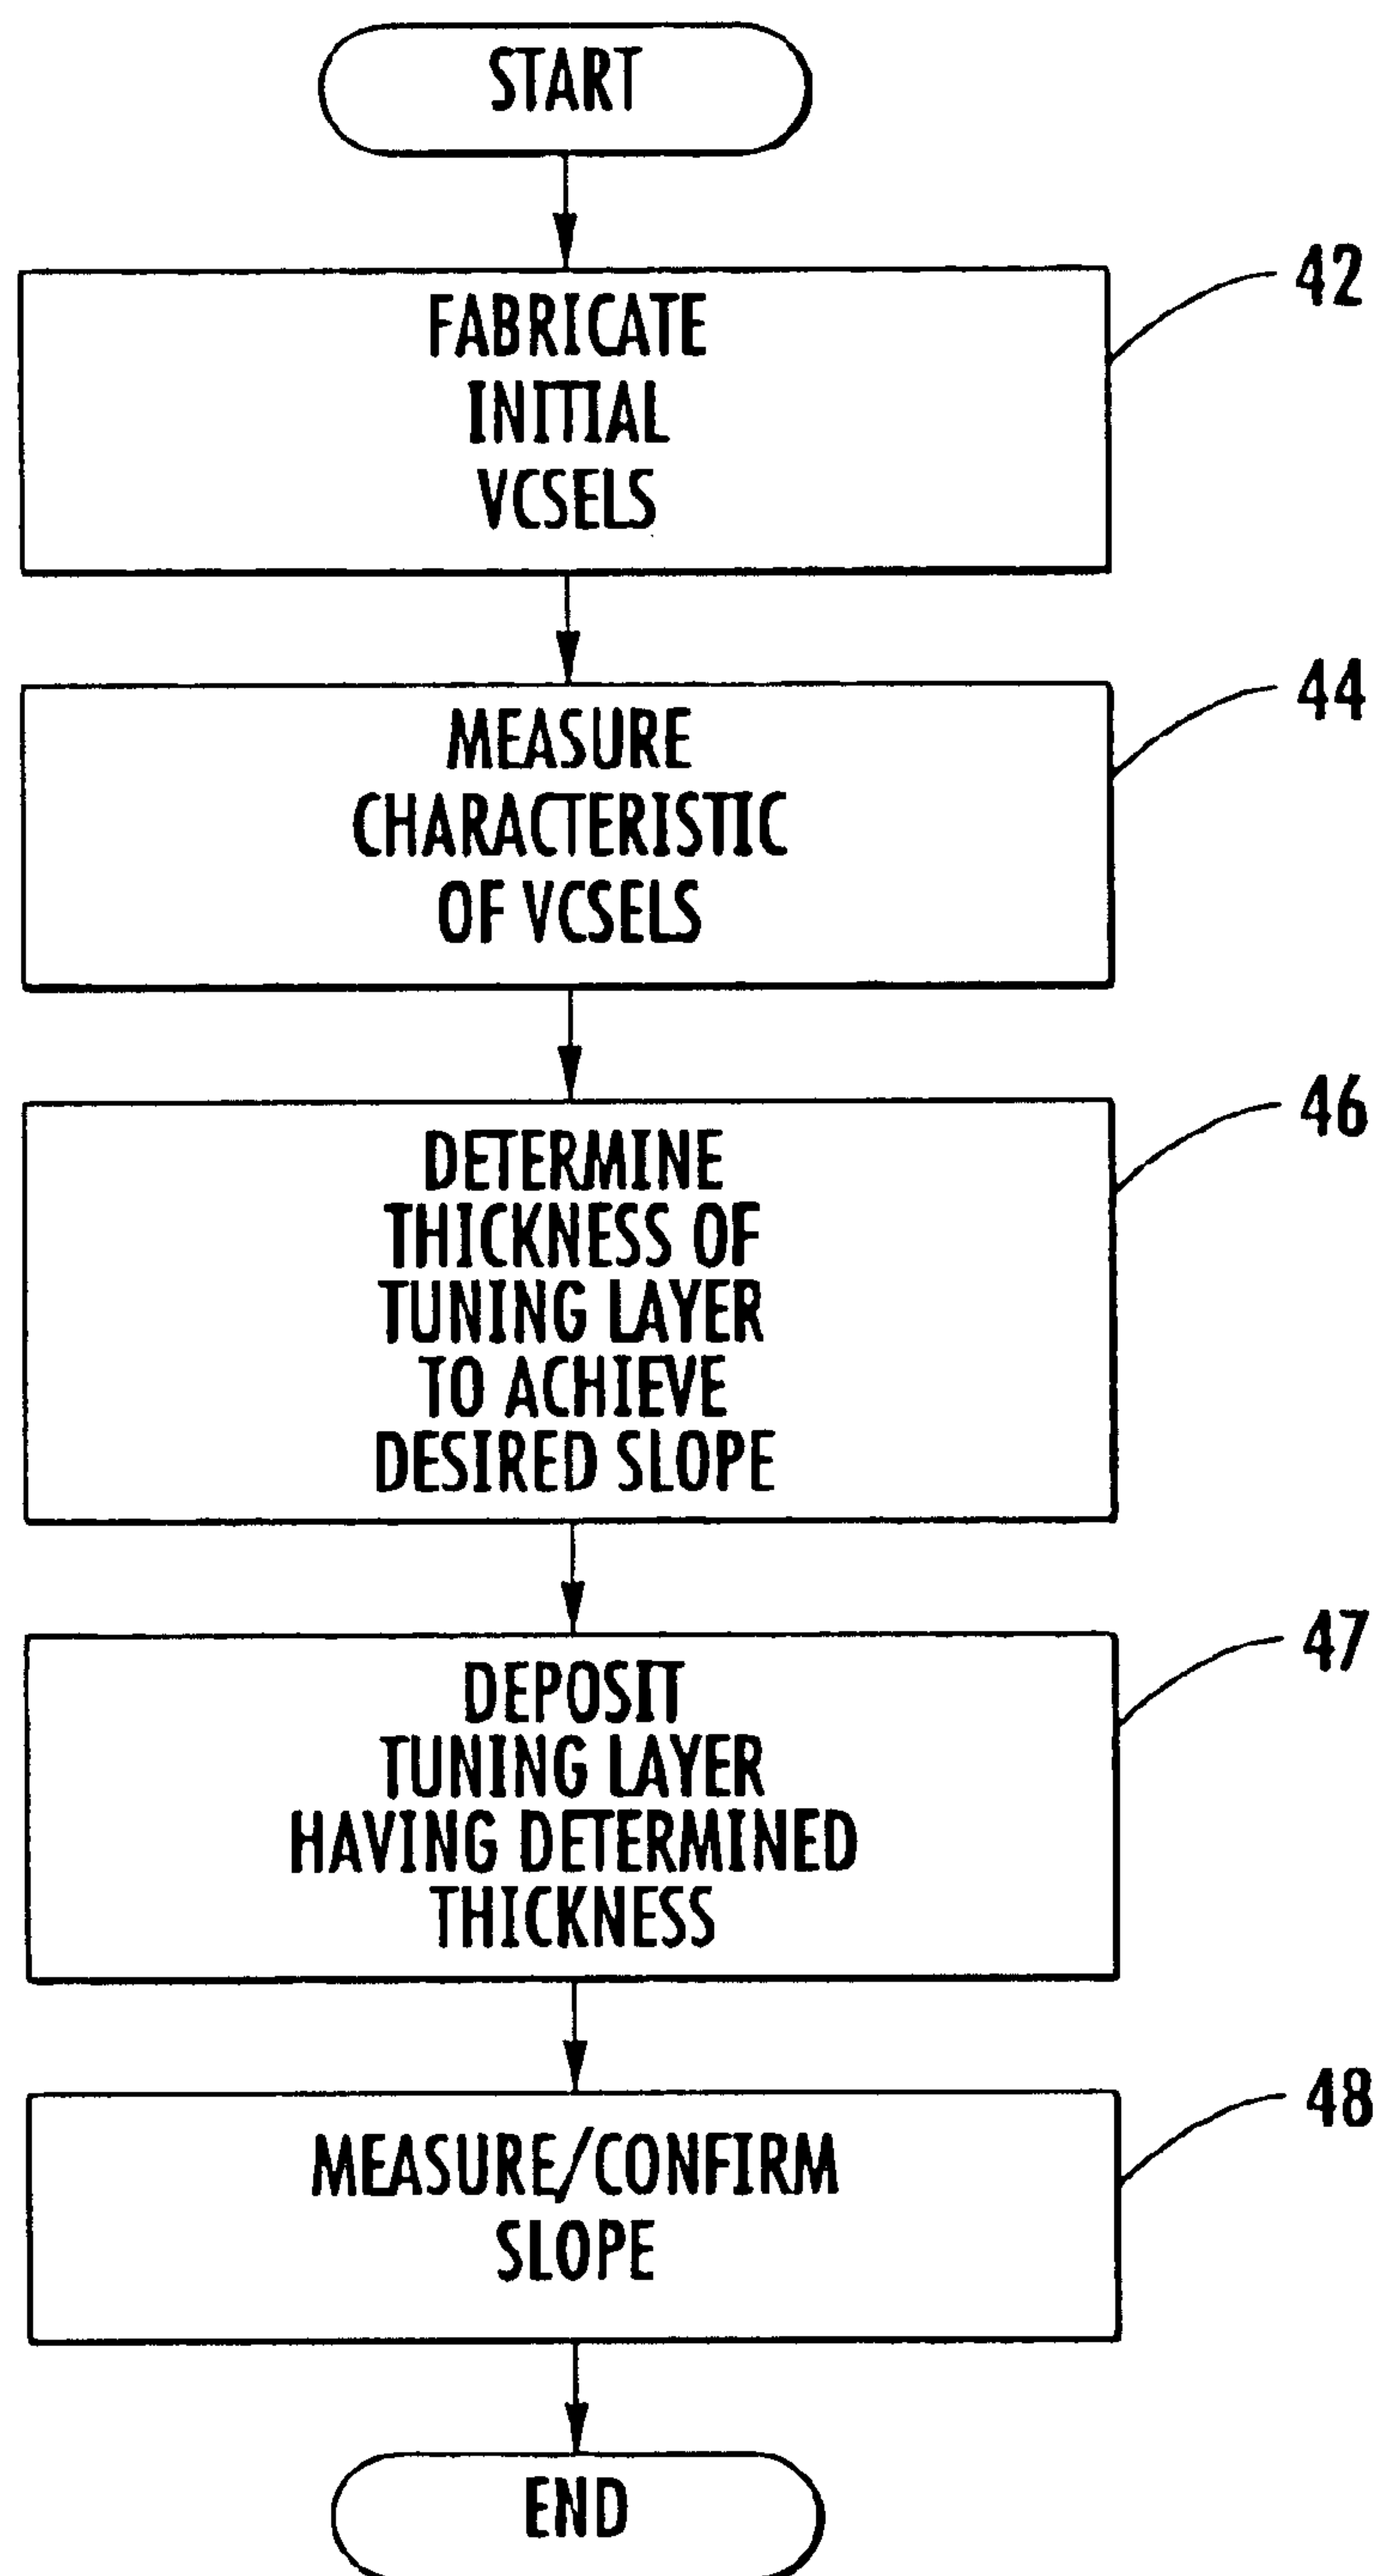 START
FABRICATE
INITIAL
VCSELS
42
MEASURE
CHARACTERISTIC
OF VCSELS
44
DETERMINE
THICKNESS OF
TUNING LAYER
TO ACHIEVE
DESIRED SLOPE
46
DEPOSIT
TUNING LAYER
HAVING DETERMINED
THICKNESS
47
MEASURE/CONFIRM
SLOPE
48
END